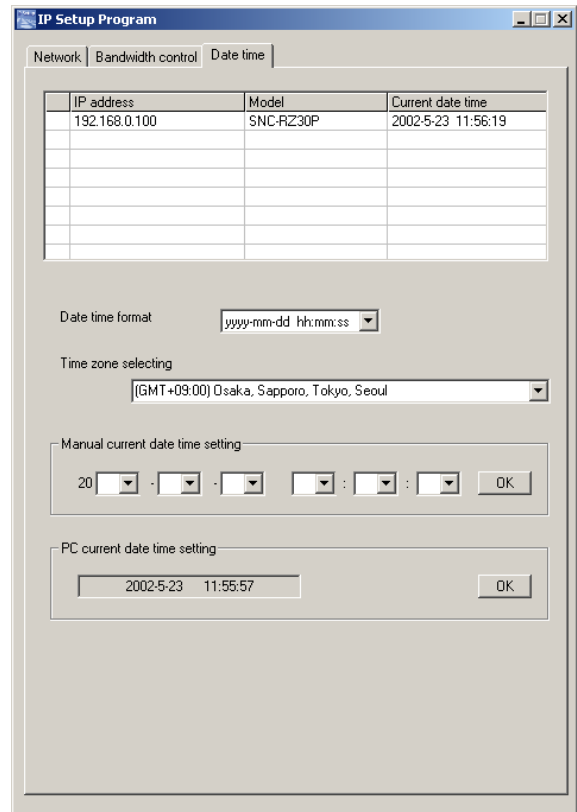 IP Setup Program
Network Bandwidth control Date time
IP address Model Current date time
192.168.0.100 SNC-RZ30P 2002-5-23 11:56:19
Date time format yyyy-mm-dd hh:mm:ss
Time zone selecting
(GMT+09:00) Osaka, Sapporo, Tokyo, Seoul
Manual current date time setting
20 - - : : OK
PC current date time setting
2002-5-23 11:55:57 OK